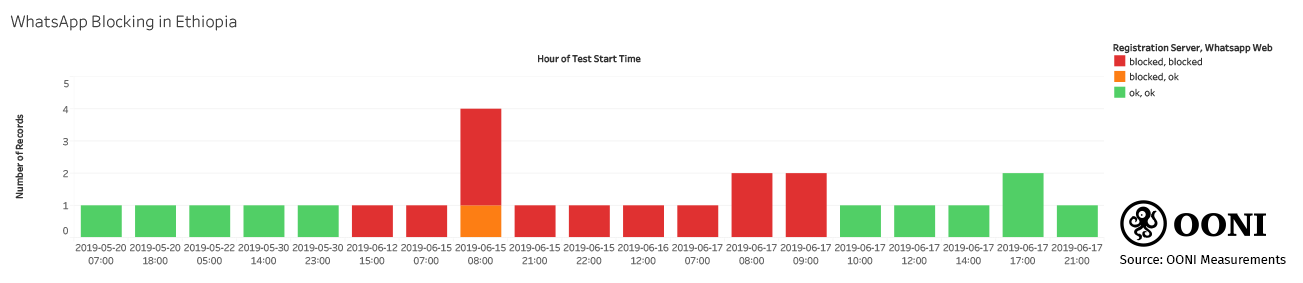 WhatsApp Blocking in Ethiopia
Hour of Test Start Time
Registration Server, Whatsapp Web
blocked, blocked
blocked, ok
ok, ok
Number of Records
5
4
3
2
1
0
2019-05-20 07:00
2019-05-20 18:00
2019-05-22 05:00
2019-05-30 14:00
2019-05-30 23:00
2019-06-12 15:00
2019-06-15 07:00
2019-06-15 08:00
2019-06-15 21:00
2019-06-15 22:00
2019-06-16 12:00
2019-06-17 07:00
2019-06-17 08:00
2019-06-17 09:00
2019-06-17 10:00
2019-06-17 12:00
2019-06-17 14:00
2019-06-17 17:00
2019-06-17 21:00
OONI
Source: OONI Measurements